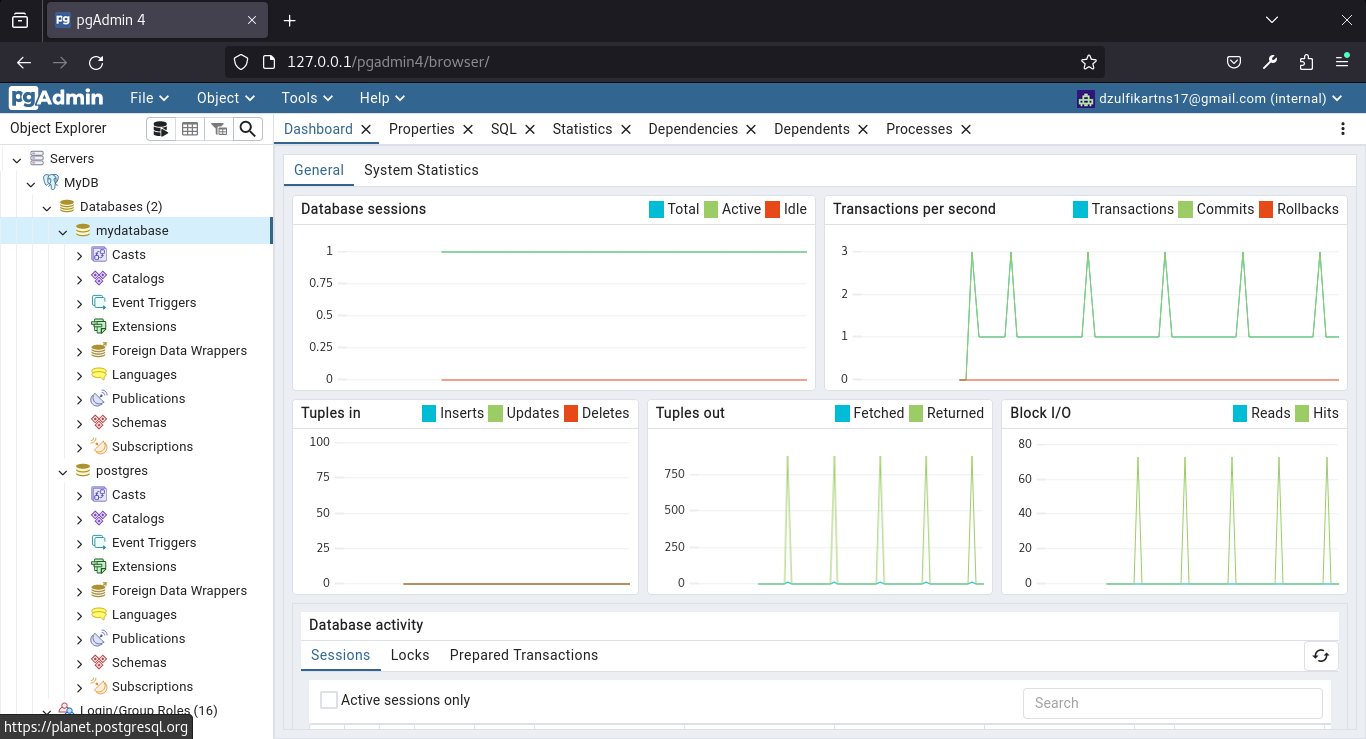 pgAdmin 4
127.0.0.1/pgadmin4/browser/
pgAdmin File Object Tools Help dzulfikartns17@gmail.com (internal)
Object Explorer
Dashboard Properties SQL Statistics Dependencies Dependents Processes
Servers
MyDB
Databases (2)
mydatabase
Casts
Catalogs
Event Triggers
Extensions
Foreign Data Wrappers
Languages
Publications
Schemas
Subscriptions
postgres
Casts
Catalogs
Event Triggers
Extensions
Foreign Data Wrappers
Languages
Publications
Schemas
Subscriptions
Login/Group Roles (16)
https://planet.postgresql.org
General System Statistics
Database sessions Total Active Idle
1
0.75
0.5
0.25
0
Transactions per second Transactions Commits Rollbacks
3
2
1
0
Tuples in Inserts Updates Deletes
100
75
50
25
0
Tuples out Fetched Returned
750
500
250
0
Block I/O Reads Hits
80
60
40
20
0
Database activity
Sessions Locks Prepared Transactions
Active sessions only Search